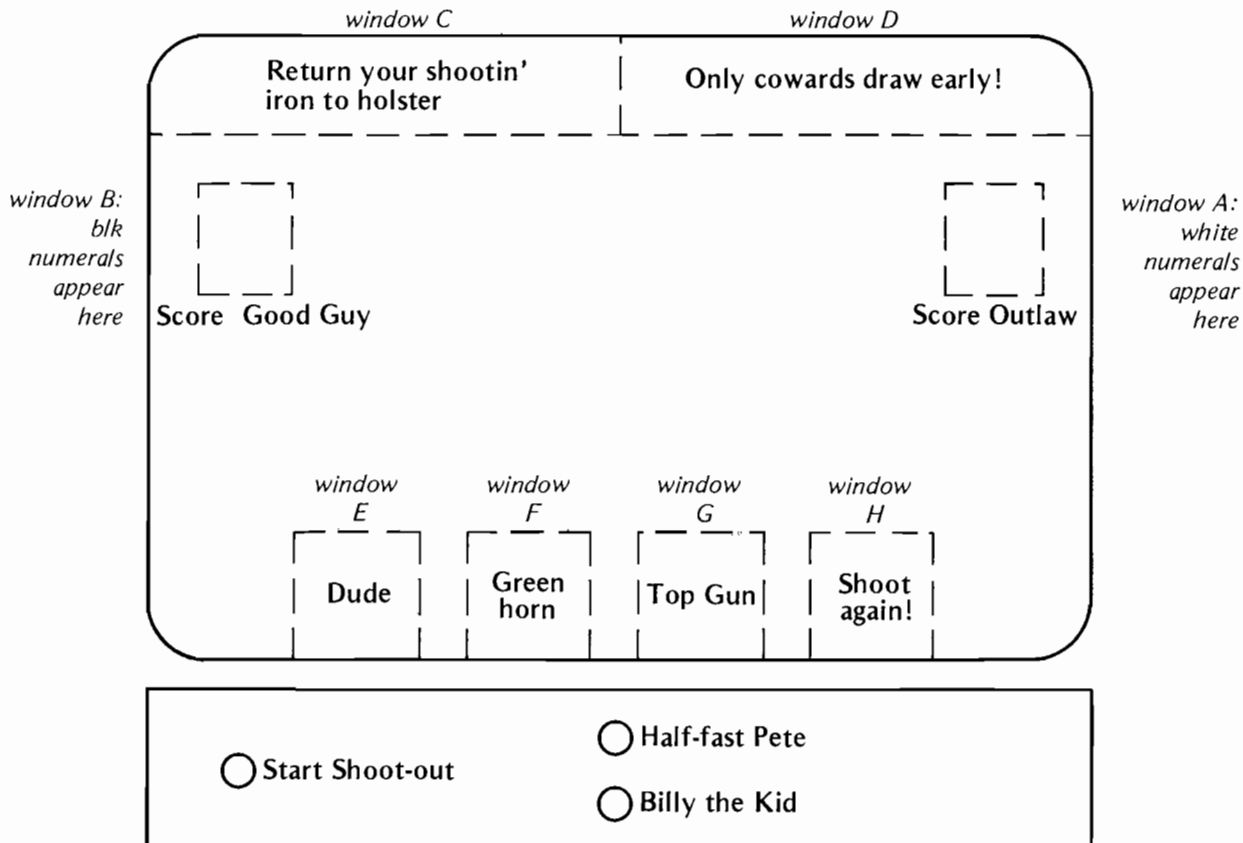 window C
window D
Return your shootin'
iron to holster
Only cowards draw early!
window B:
blk
numerals
appear
here
window A:
white
numerals
appear
here
Score Good Guy
Score Outlaw
window
E
window
F
window
G
window
H
Dude
Green
horn
Top Gun
Shoot
again!
Start Shoot-out
Half-fast Pete
Billy the Kid